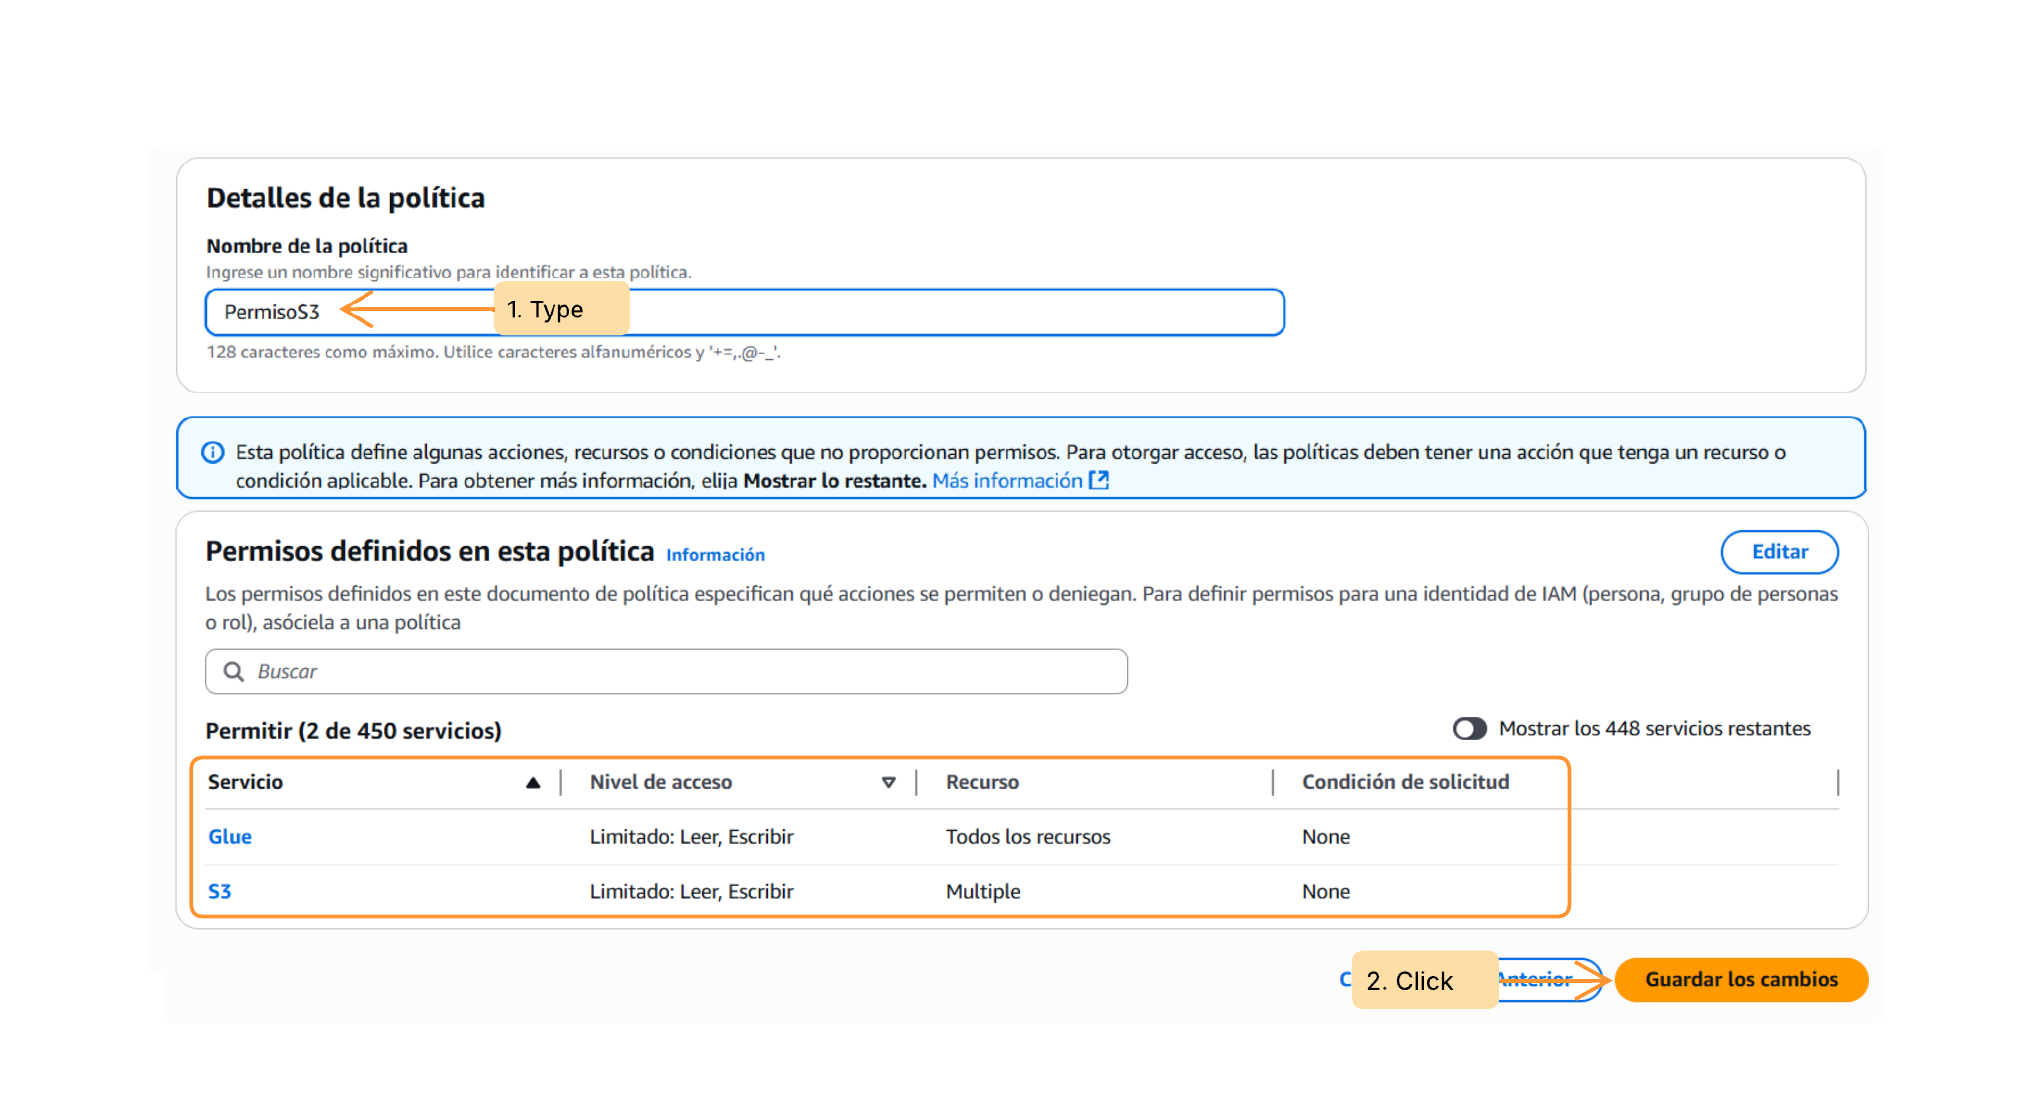 Detalles de la política
Nombre de la política
Ingrese un nombre significativo para identificar a esta política.
PermisoS3
1. Type
128 caracteres como máximo. Utilice caracteres alfanuméricos y '+=,.@-_'.
Esta política define algunas acciones, recursos o condiciones que no proporcionan permisos. Para otorgar acceso, las políticas deben tener una acción que tenga un recurso o
condición aplicable. Para obtener más información, elija Mostrar lo restante. Más información
Permisos definidos en esta política Información
Editar
Los permisos definidos en este documento de política especifican qué acciones se permiten o deniegan. Para definir permisos para una identidad de IAM (persona, grupo de personas
o rol), asóciela a una política
Buscar
Permitir (2 de 450 servicios)
Mostrar los 448 servicios restantes
Servicio Nivel de acceso Recurso Condición de solicitud
Glue Limitado: Leer, Escribir Todos los recursos None
S3 Limitado: Leer, Escribir Multiple None
2. Click
Anterior
Guardar los cambios